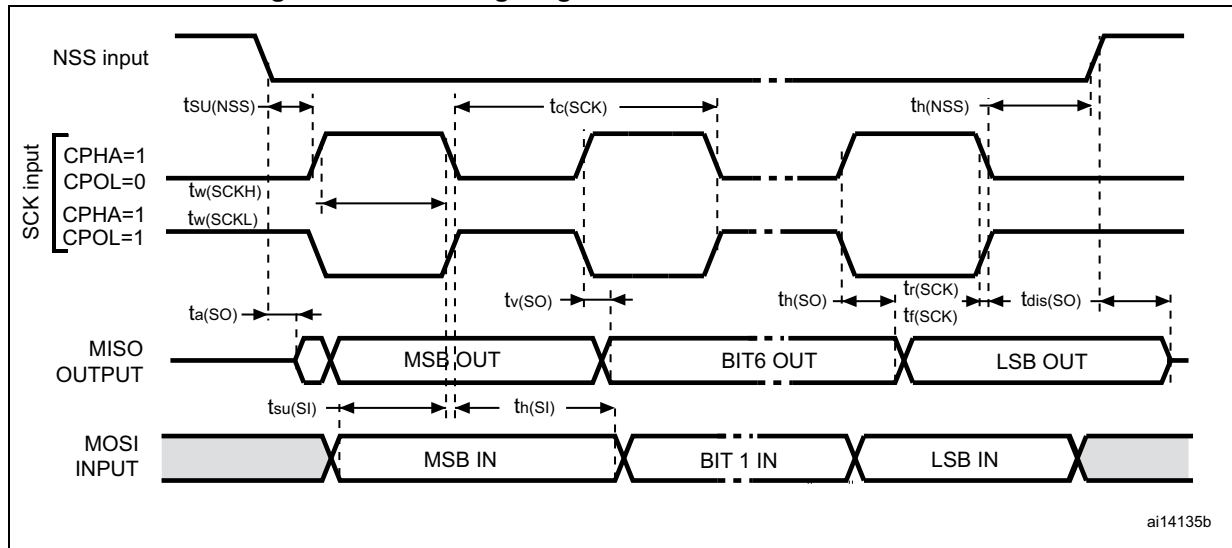 NSS input
tSU(NSS)
tc(SCK)
th(NSS)
SCK input
CPHA=1
CPOL=0
tw(SCKH)
CPHA=1
tw(SCKL)
CPOL=1
ta(SO)
tv(SO)
th(SO)
tr(SCK)
tf(SCK)
tdis(SO)
MISO
OUTPUT
MSB OUT
BIT6 OUT
LSB OUT
tsu(SI)
th(SI)
MOSI
INPUT
MSB IN
BIT 1 IN
LSB IN
ai14135b